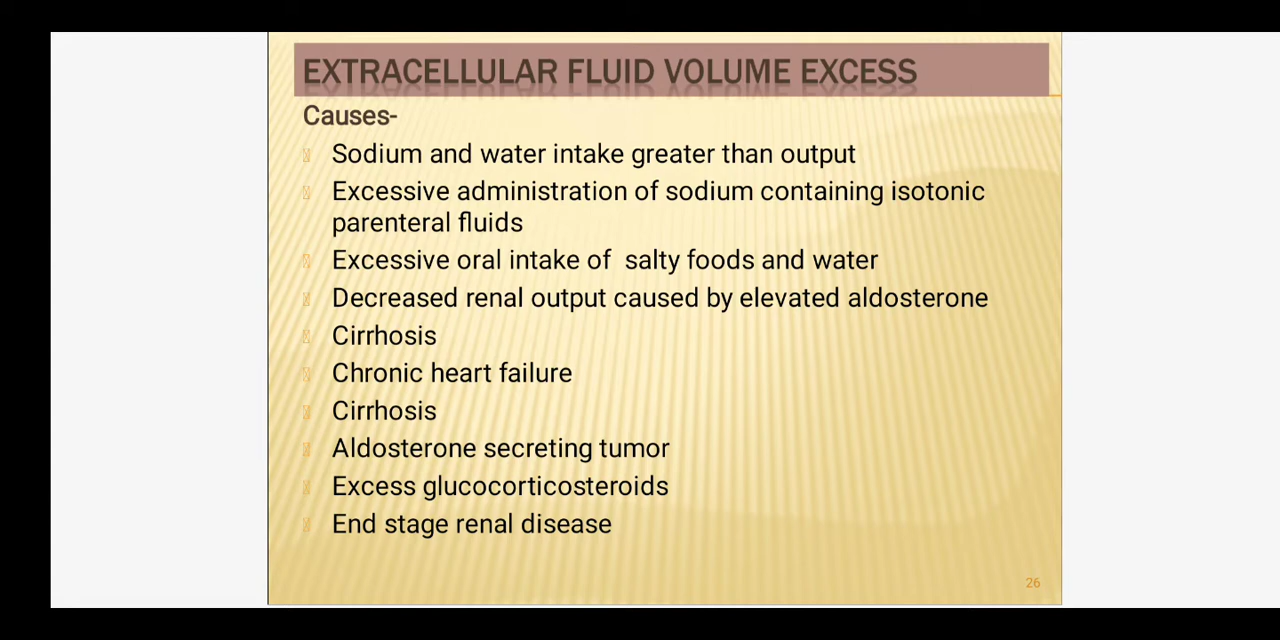 EXTRACELLULAR FLUID VOLUME EXCESS
Causes-
Sodium and water intake greater than output
Excessive administration of sodium containing isotonic
parenteral fluids
Excessive oral intake of  salty foods and water
Decreased renal output caused by elevated aldosterone
Cirrhosis
Chronic heart failure
Cirrhosis
Aldosterone secreting tumor
Excess glucocorticosteroids
End stage renal disease
26